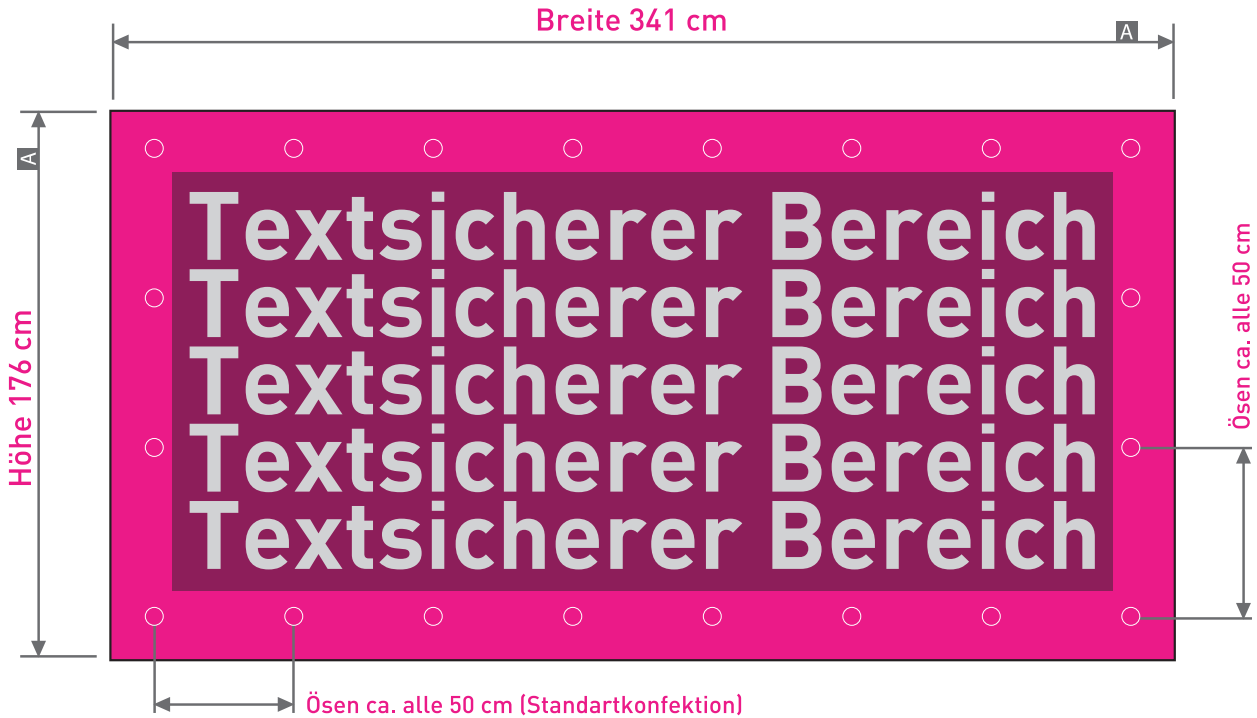 Breite 341 cm
A
A
Höhe 176 cm
Textsicherer Bereich
Textsicherer Bereich
Textsicherer Bereich
Textsicherer Bereich
Textsicherer Bereich
Ösen ca. alle 50 cm
Ösen ca. alle 50 cm (Standartkonfektion)